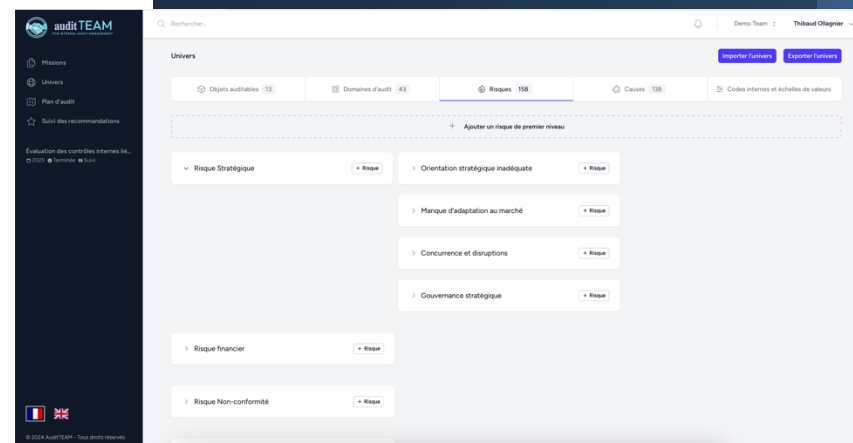 audit TEAM
Rechercher...
Demo Team
Thibaud Ollagnier
Missions
Univers
Plan d'audit
Suivi des recommandations
Évaluation des contrôles internes lié...
2025 Terminée Suivi
Univers
Importer l'univers
Exporter l'univers
Objets auditables 13
Domaines d'audit 43
Risques 158
Causes 138
Codes internes et échelles de valeurs
+ Ajouter un risque de premier niveau
Risque Stratégique
+ Risque
Orientation stratégique inadéquate
+ Risque
Manque d'adaptation au marché
+ Risque
Concurrence et disruptions
+ Risque
Gouvernance stratégique
+ Risque
Risque financier
+ Risque
Risque Non-conformité
+ Risque
© 2024 AuditTEAM - Tous droits réservés